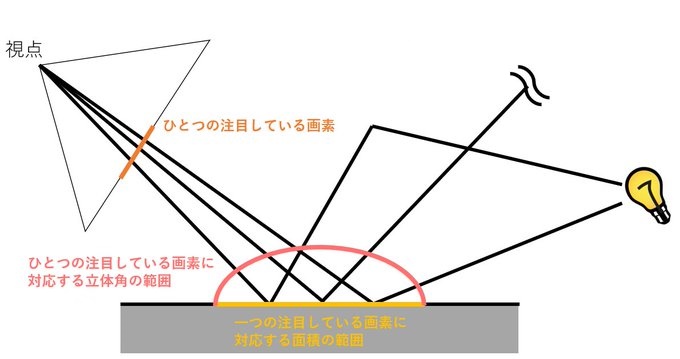 視点
ひとつの注目している画素
ひとつの注目している画素に
対応する立体角の範囲
一つの注目している画素に
対応する面積の範囲